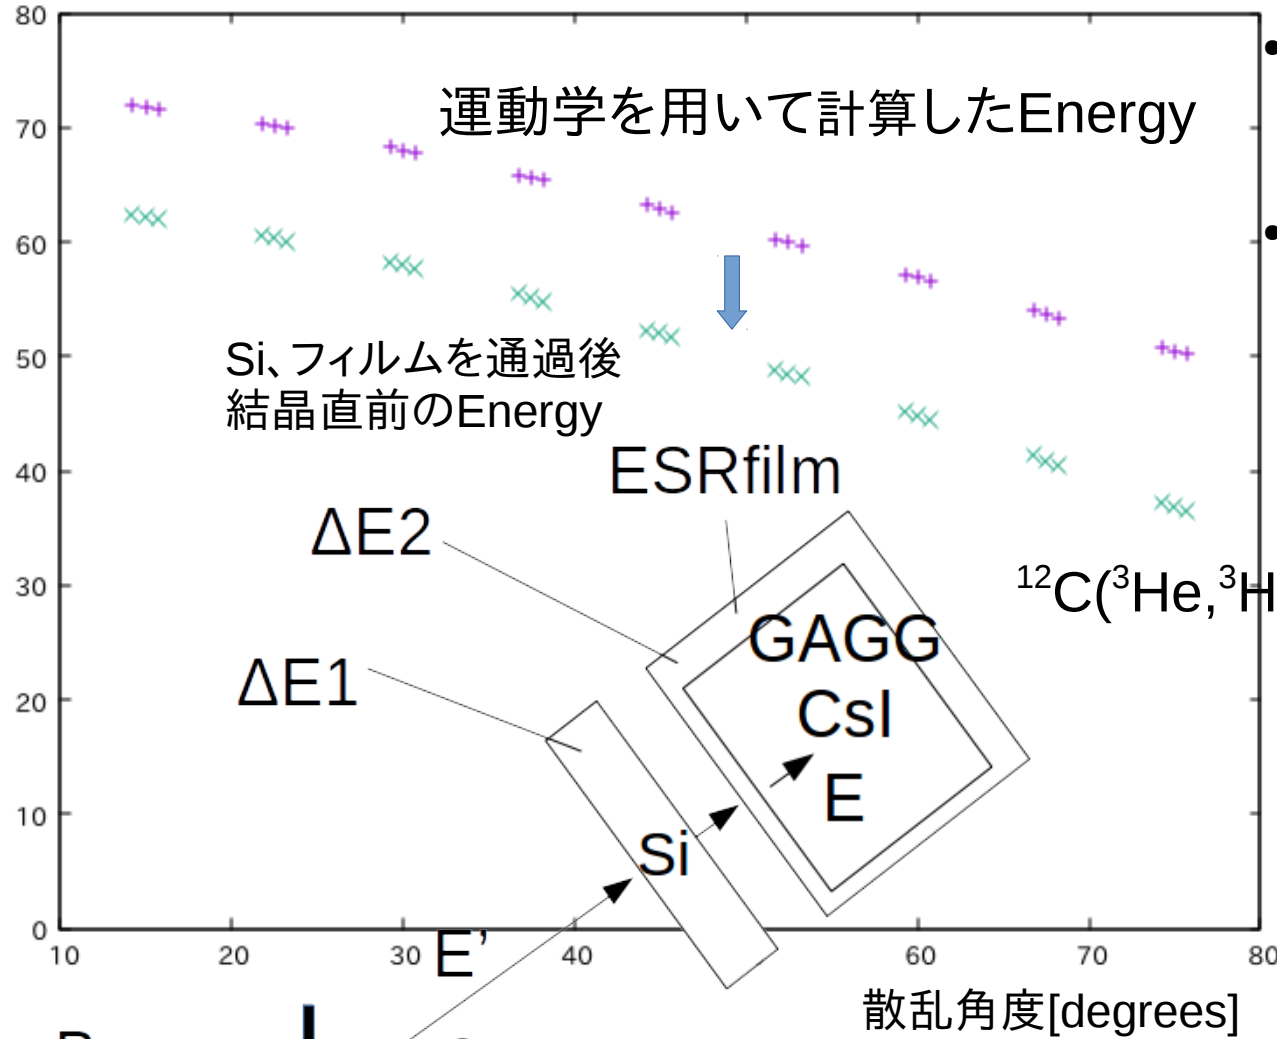 80
運動学を用いて計算したEnergy
70
60
Si、フィルムを通過後
50
結晶直前のEnergy
ESRfilm
40
ΔE2
30
12C(3He,3H
GAGG
ΔE1
20
CsI
E
10
Si
0
E’
10 20 30 40 60 70 80
散乱角度[degrees]